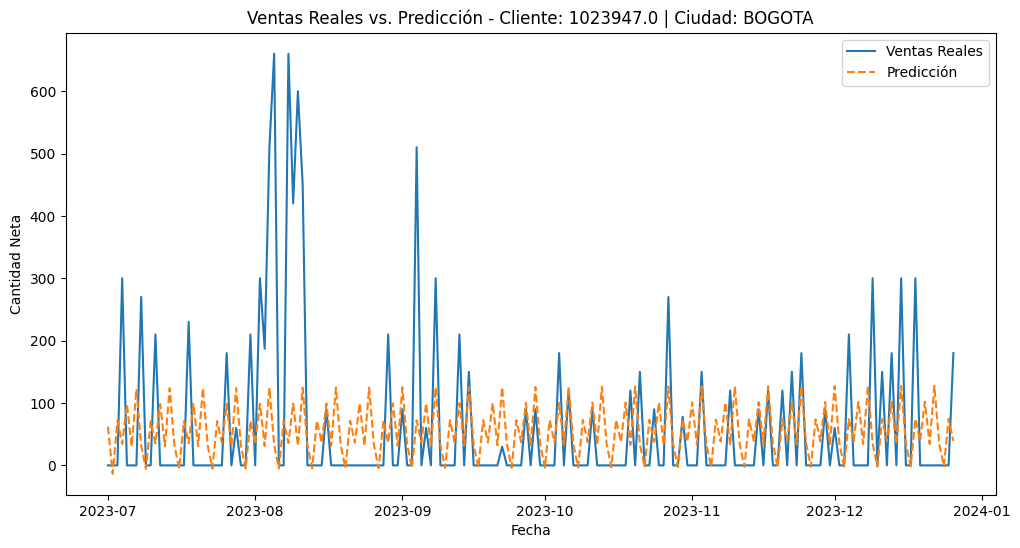 Ventas Reales vs. Predicción - Cliente: 1023947.0 | Ciudad: BOGOTA
Ventas Reales
Predicción
Cantidad Neta
600
500
400
300
200
100
0
2023-07
2023-08
2023-09
2023-10
2023-11
2023-12
2024-01
Fecha